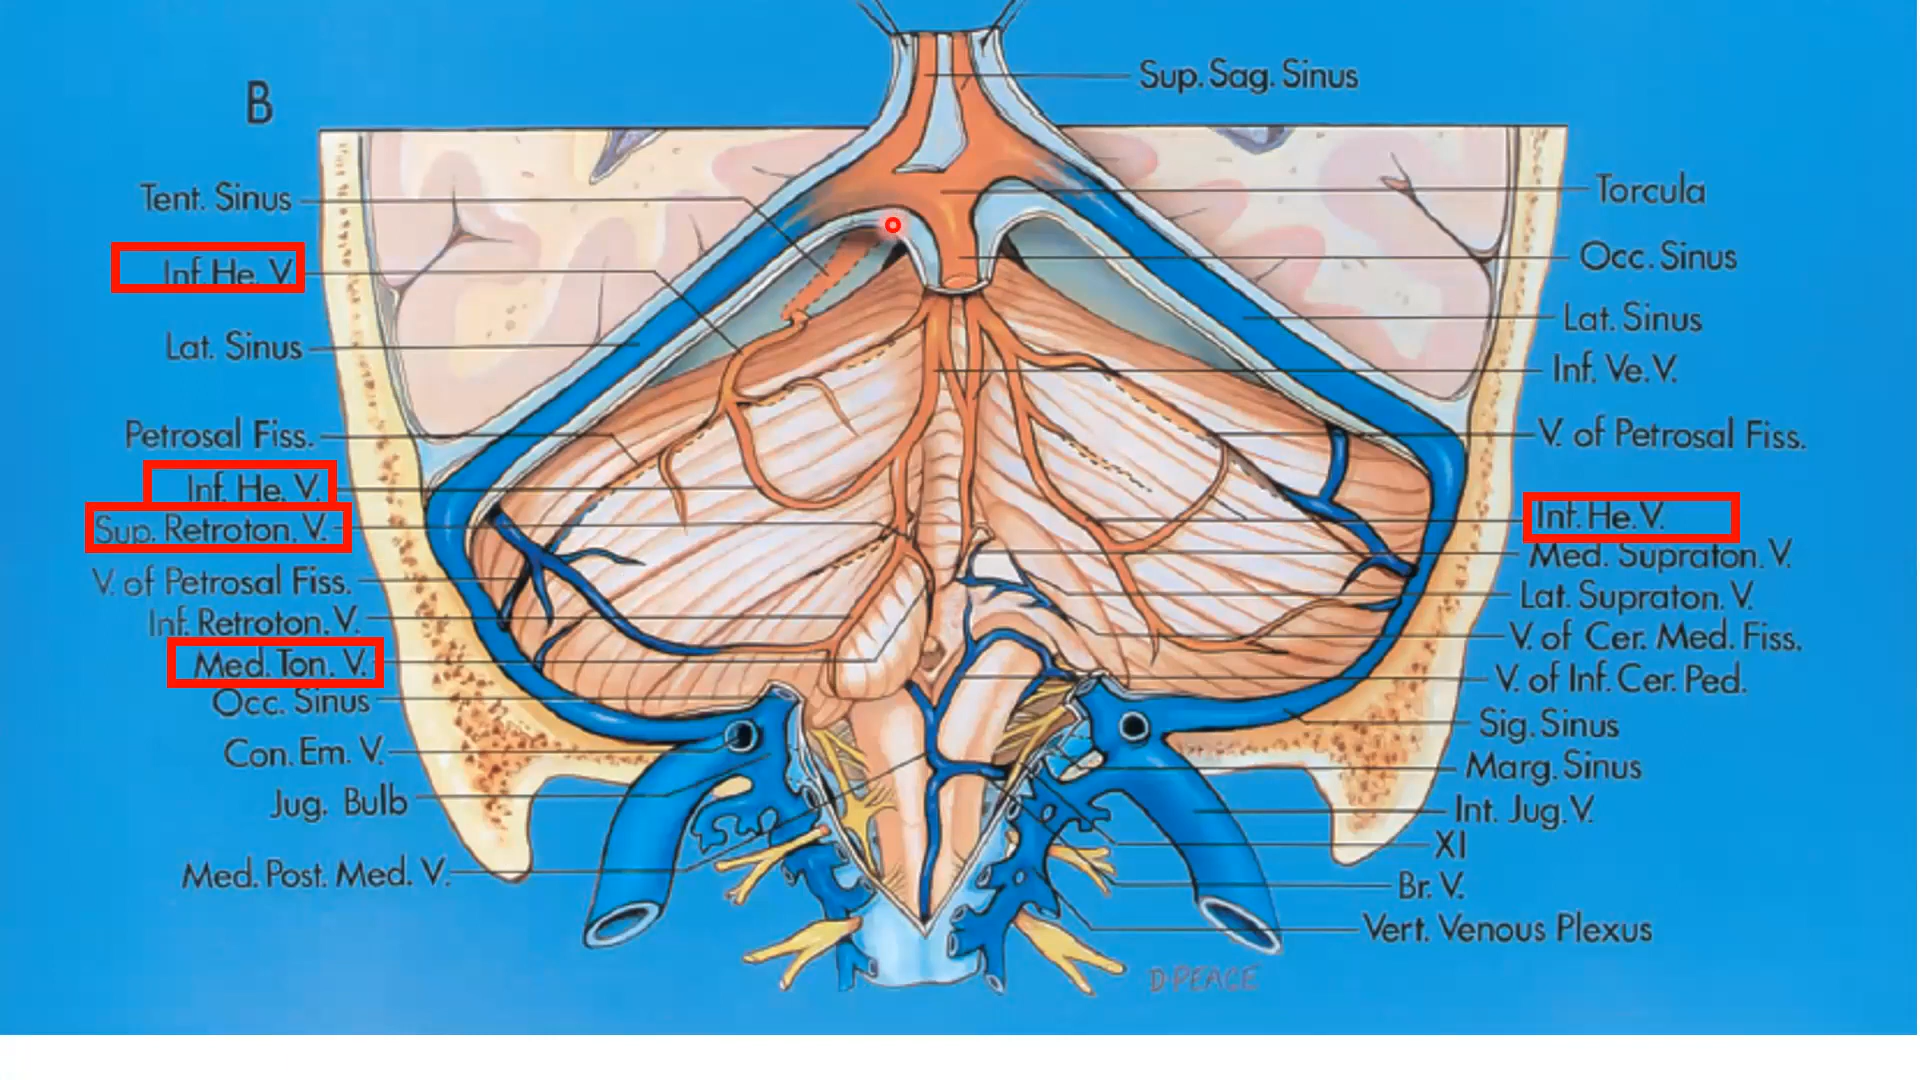 B
Sup. Sag. Sinus
Tent. Sinus
Inf. He. V.
Lat. Sinus
Petrosal Fiss.
Inf. He. V.
Sup. Retroton. V.
V. of Petrosal Fiss.
Inf. Retroton. V.
Med. Ton. V.
Occ. Sinus
Con. Em. V.
Jug. Bulb
Med. Post. Med. V.
Torcula
Occ. Sinus
Lat. Sinus
Inf. Ve. V.
V. of Petrosal Fiss.
Inf. He. V.
Med. Supraton. V.
Lat. Supraton. V.
V. of Cer. Med. Fiss.
V. of Inf. Cer. Ped.
Sig. Sinus
Marg. Sinus
Int. Jug. V.
XI
Br. V.
Vert. Venous Plexus
D. PEACE